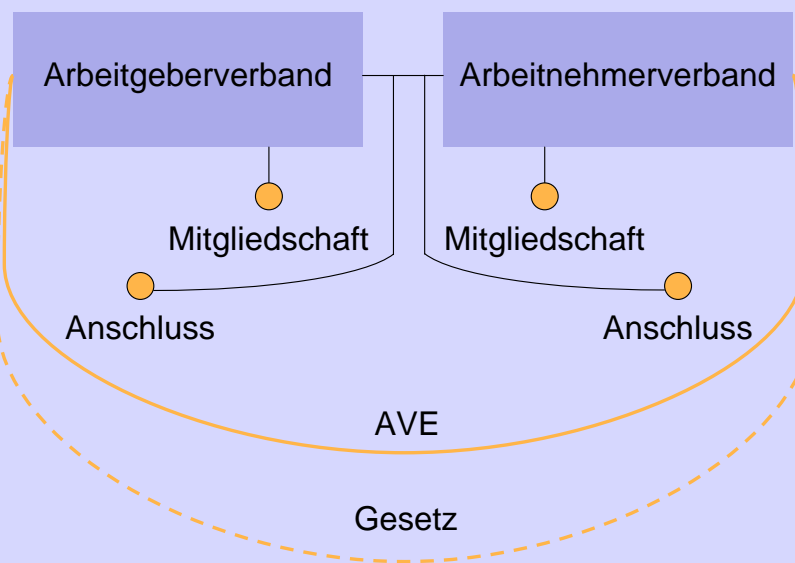 Arbeitgeberverband Arbeitnehmerverband
Mitgliedschaft Mitgliedschaft
Anschluss Anschluss
AVE
Gesetz